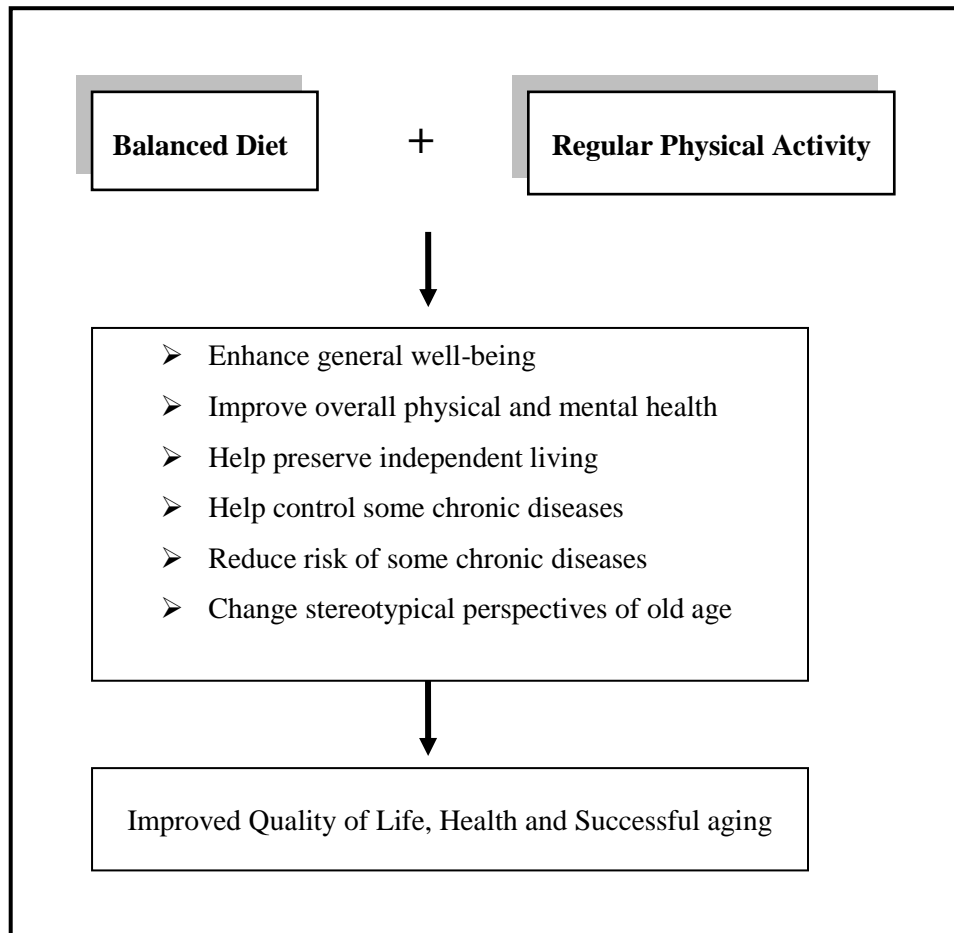 Balanced Diet + Regular Physical Activity
➢ Enhance general well-being
➢ Improve overall physical and mental health
➢ Help preserve independent living
➢ Help control some chronic diseases
➢ Reduce risk of some chronic diseases
➢ Change stereotypical perspectives of old age
Improved Quality of Life, Health and Successful aging